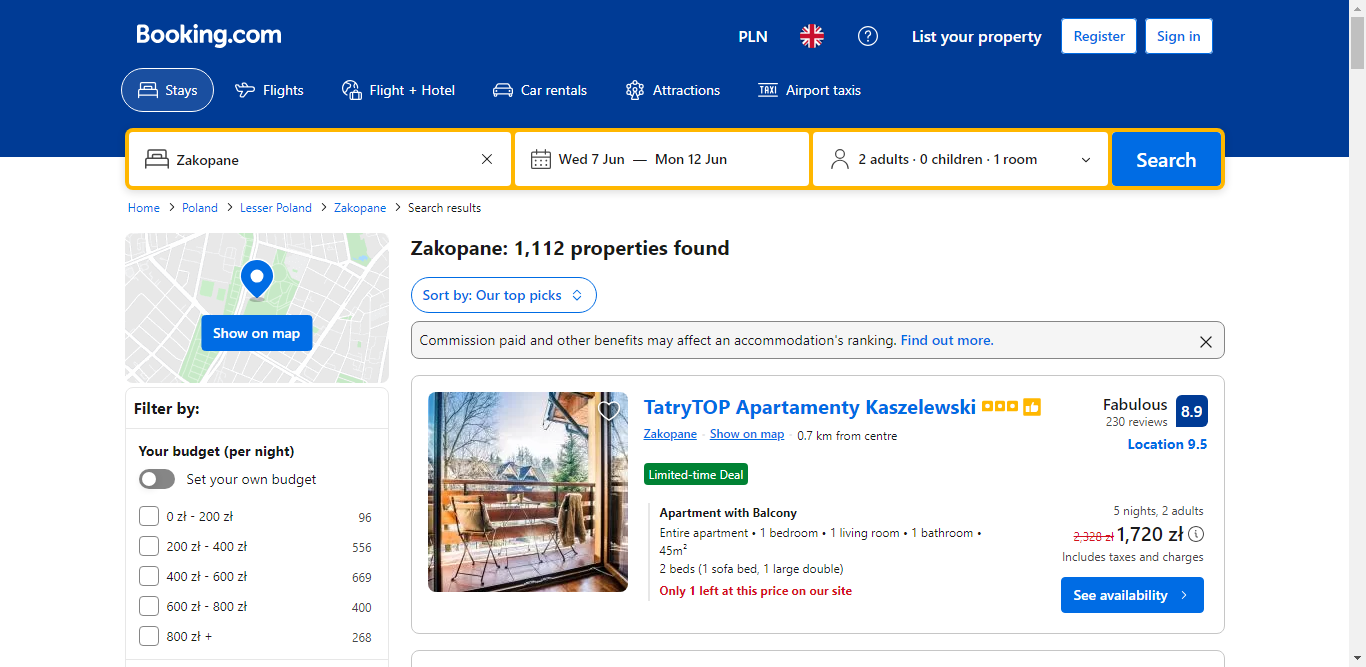 Booking.com
PLN
List your property
Register
Sign in
Stays
Flights
Flight + Hotel
Car rentals
Attractions
TAXI
Airport taxis
Zakopane
Wed 7 Jun — Mon 12 Jun
2 adults · 0 children · 1 room
Search
Home > Poland > Lesser Poland > Zakopane > Search results
Show on map
Filter by:
Your budget (per night)
Set your own budget
0 zł - 200 zł 96
200 zł - 400 zł 556
400 zł - 600 zł 669
600 zł - 800 zł 400
800 zł + 268
Zakopane: 1,112 properties found
Sort by: Our top picks
Commission paid and other benefits may affect an accommodation's ranking. Find out more.
TatryTOP Apartamenty Kaszelewski
Zakopane · Show on map · 0.7 km from centre
Limited-time Deal
Apartment with Balcony
Entire apartment • 1 bedroom • 1 living room • 1 bathroom •
45m²
2 beds (1 sofa bed, 1 large double)
Only 1 left at this price on our site
Fabulous 8.9
230 reviews
Location 9.5
5 nights, 2 adults
2,328 zł 1,720 zł
Includes taxes and charges
See availability